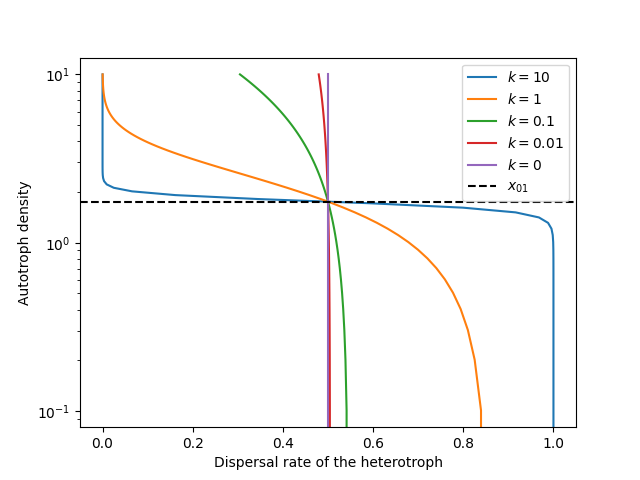 10¹
10⁰
10⁻¹
Autotroph density
k = 10
k = 1
k = 0.1
k = 0.01
k = 0
x₀₁
0.0 0.2 0.4 0.6 0.8 1.0
Dispersal rate of the heterotroph